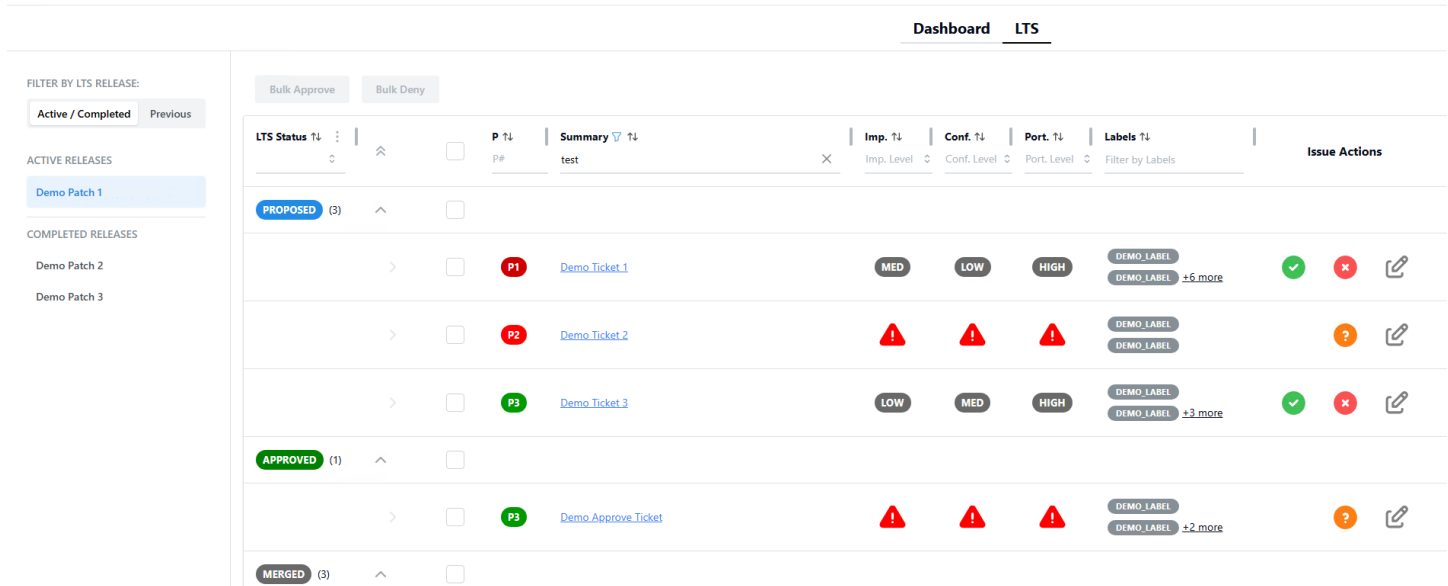 Dashboard LTS
FILTER BY LTS RELEASE:
Active / Completed Previous
ACTIVE RELEASES
Demo Patch 1
COMPLETED RELEASES
Demo Patch 2
Demo Patch 3
Bulk Approve Bulk Deny
LTS Status P Summary Imp. Conf. Port. Labels Issue Actions
P# test Imp. Level Conf. Level Port. Level Filter by Labels
PROPOSED (3)
P1 Demo Ticket 1 MED LOW HIGH DEMO_LABEL
DEMO_LABEL +6 more
P2 Demo Ticket 2 DEMO_LABEL
DEMO_LABEL
P3 Demo Ticket 3 LOW MED HIGH DEMO_LABEL
DEMO_LABEL +3 more
APPROVED (1)
P3 Demo Approve Ticket DEMO_LABEL
DEMO_LABEL +2 more
MERGED (3)